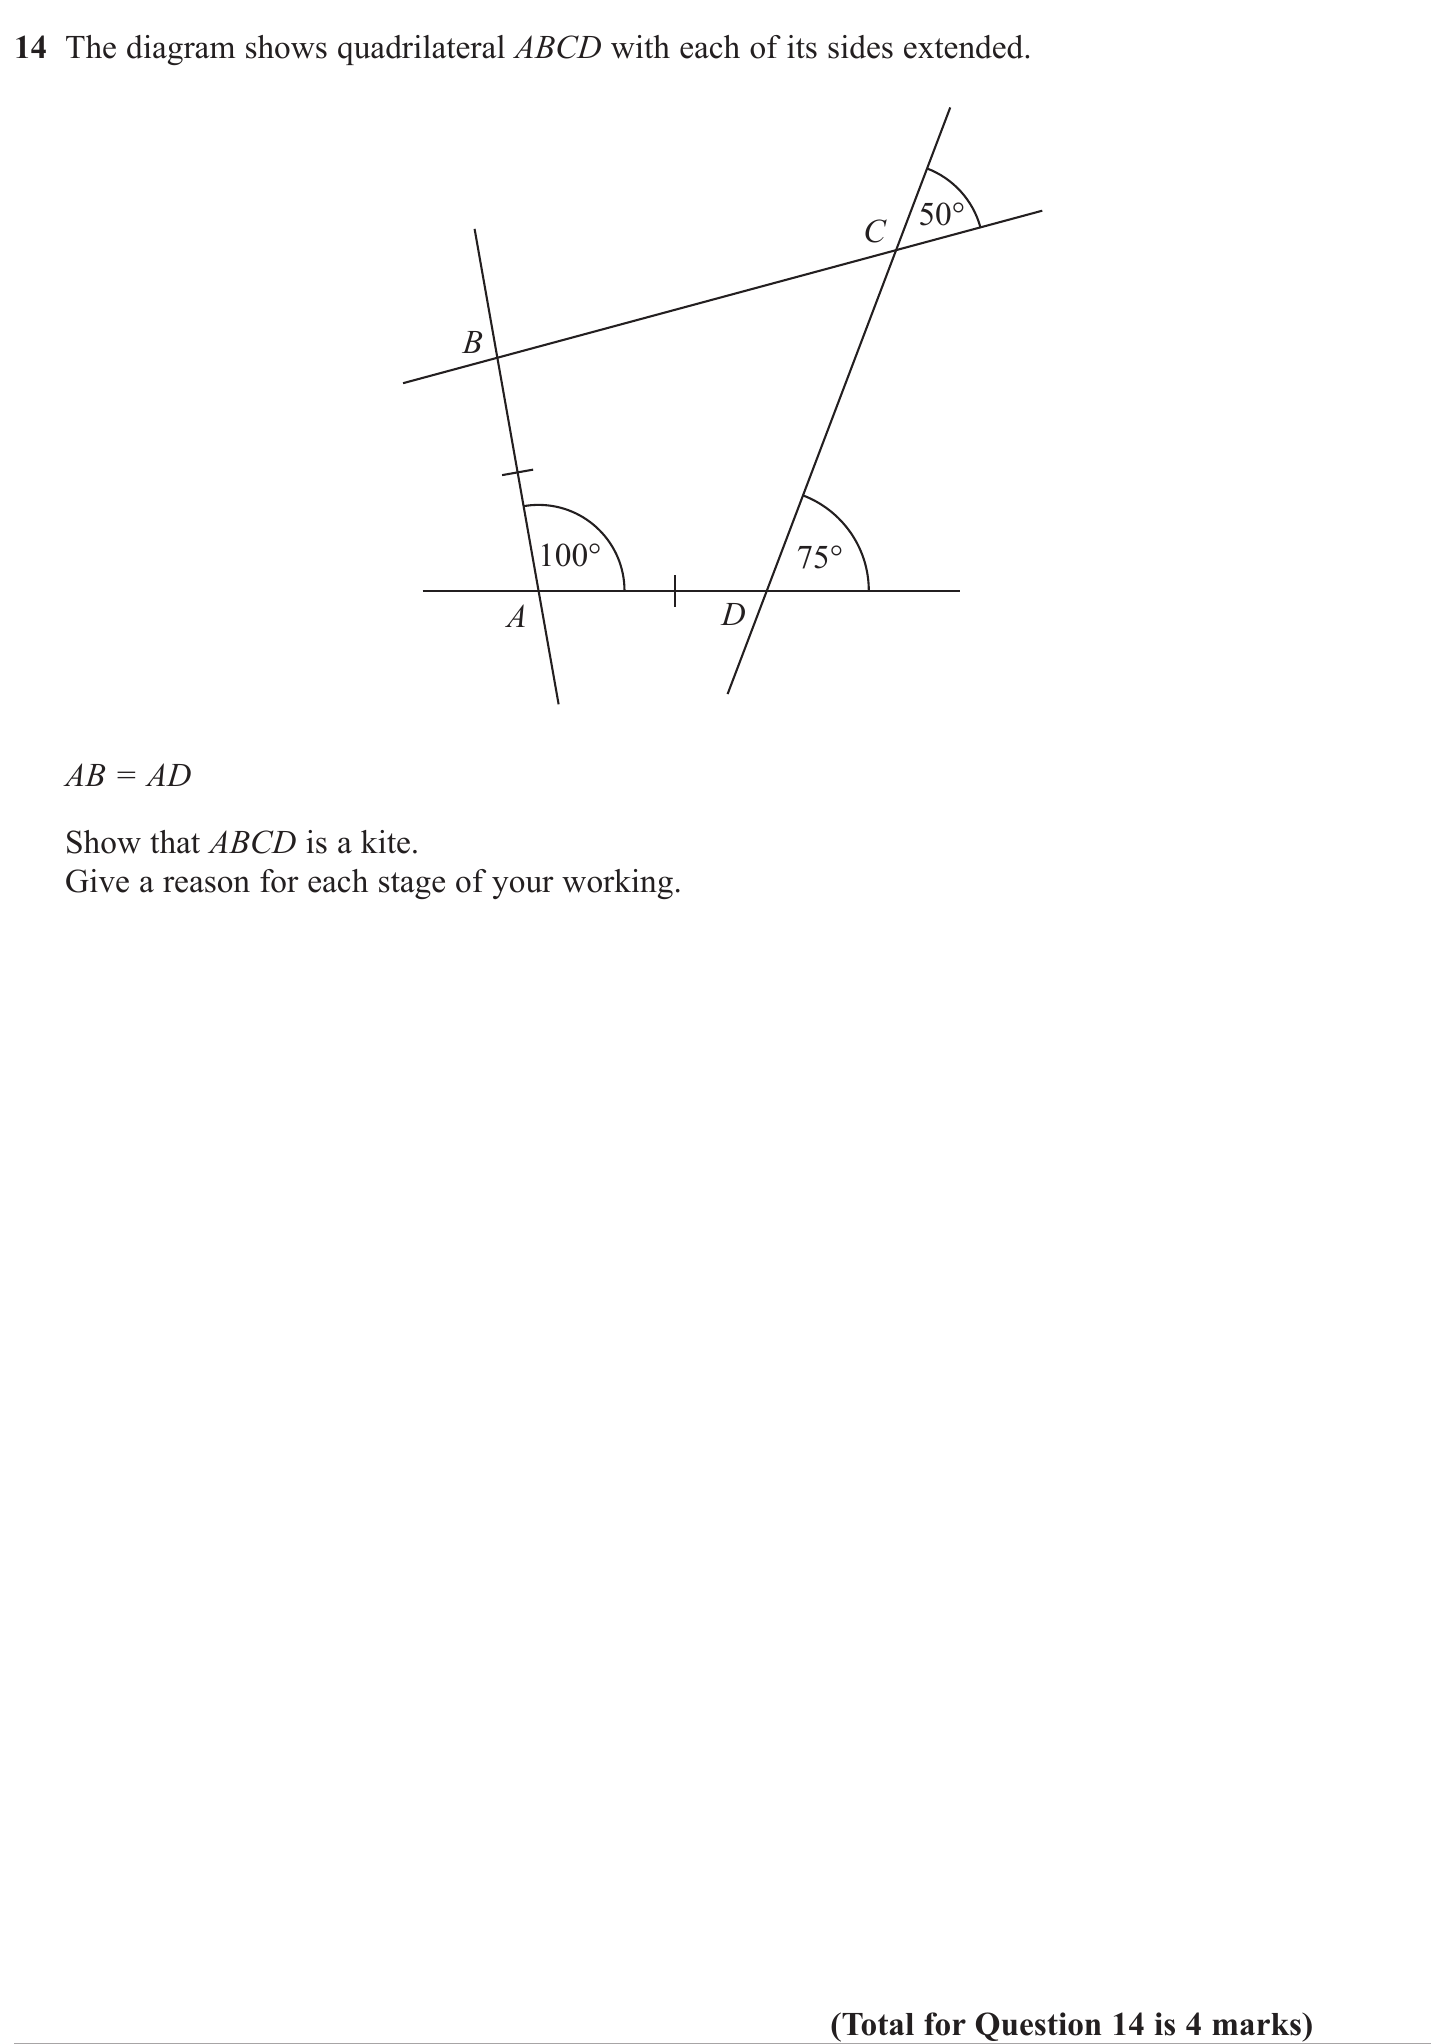 14 The diagram shows quadrilateral ABCD with each of its sides extended.
C
50°
B
100°
75°
A
D
AB = AD
Show that ABCD is a kite.
Give a reason for each stage of your working.
(Total for Question 14 is 4 marks)